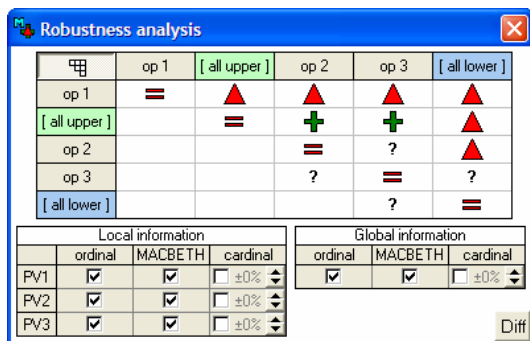 Robustness analysis
op 1 [ all upper ] op 2 op 3 [ all lower ]
op 1 =
[ all upper ] = + +
op 2 = ?
op 3 ? = ?
[ all lower ] ? =
Local information
ordinal MACBETH cardinal
PV1 ±0%
PV2 ±0%
PV3 ±0%
Global information
ordinal MACBETH cardinal
±0%
Diff